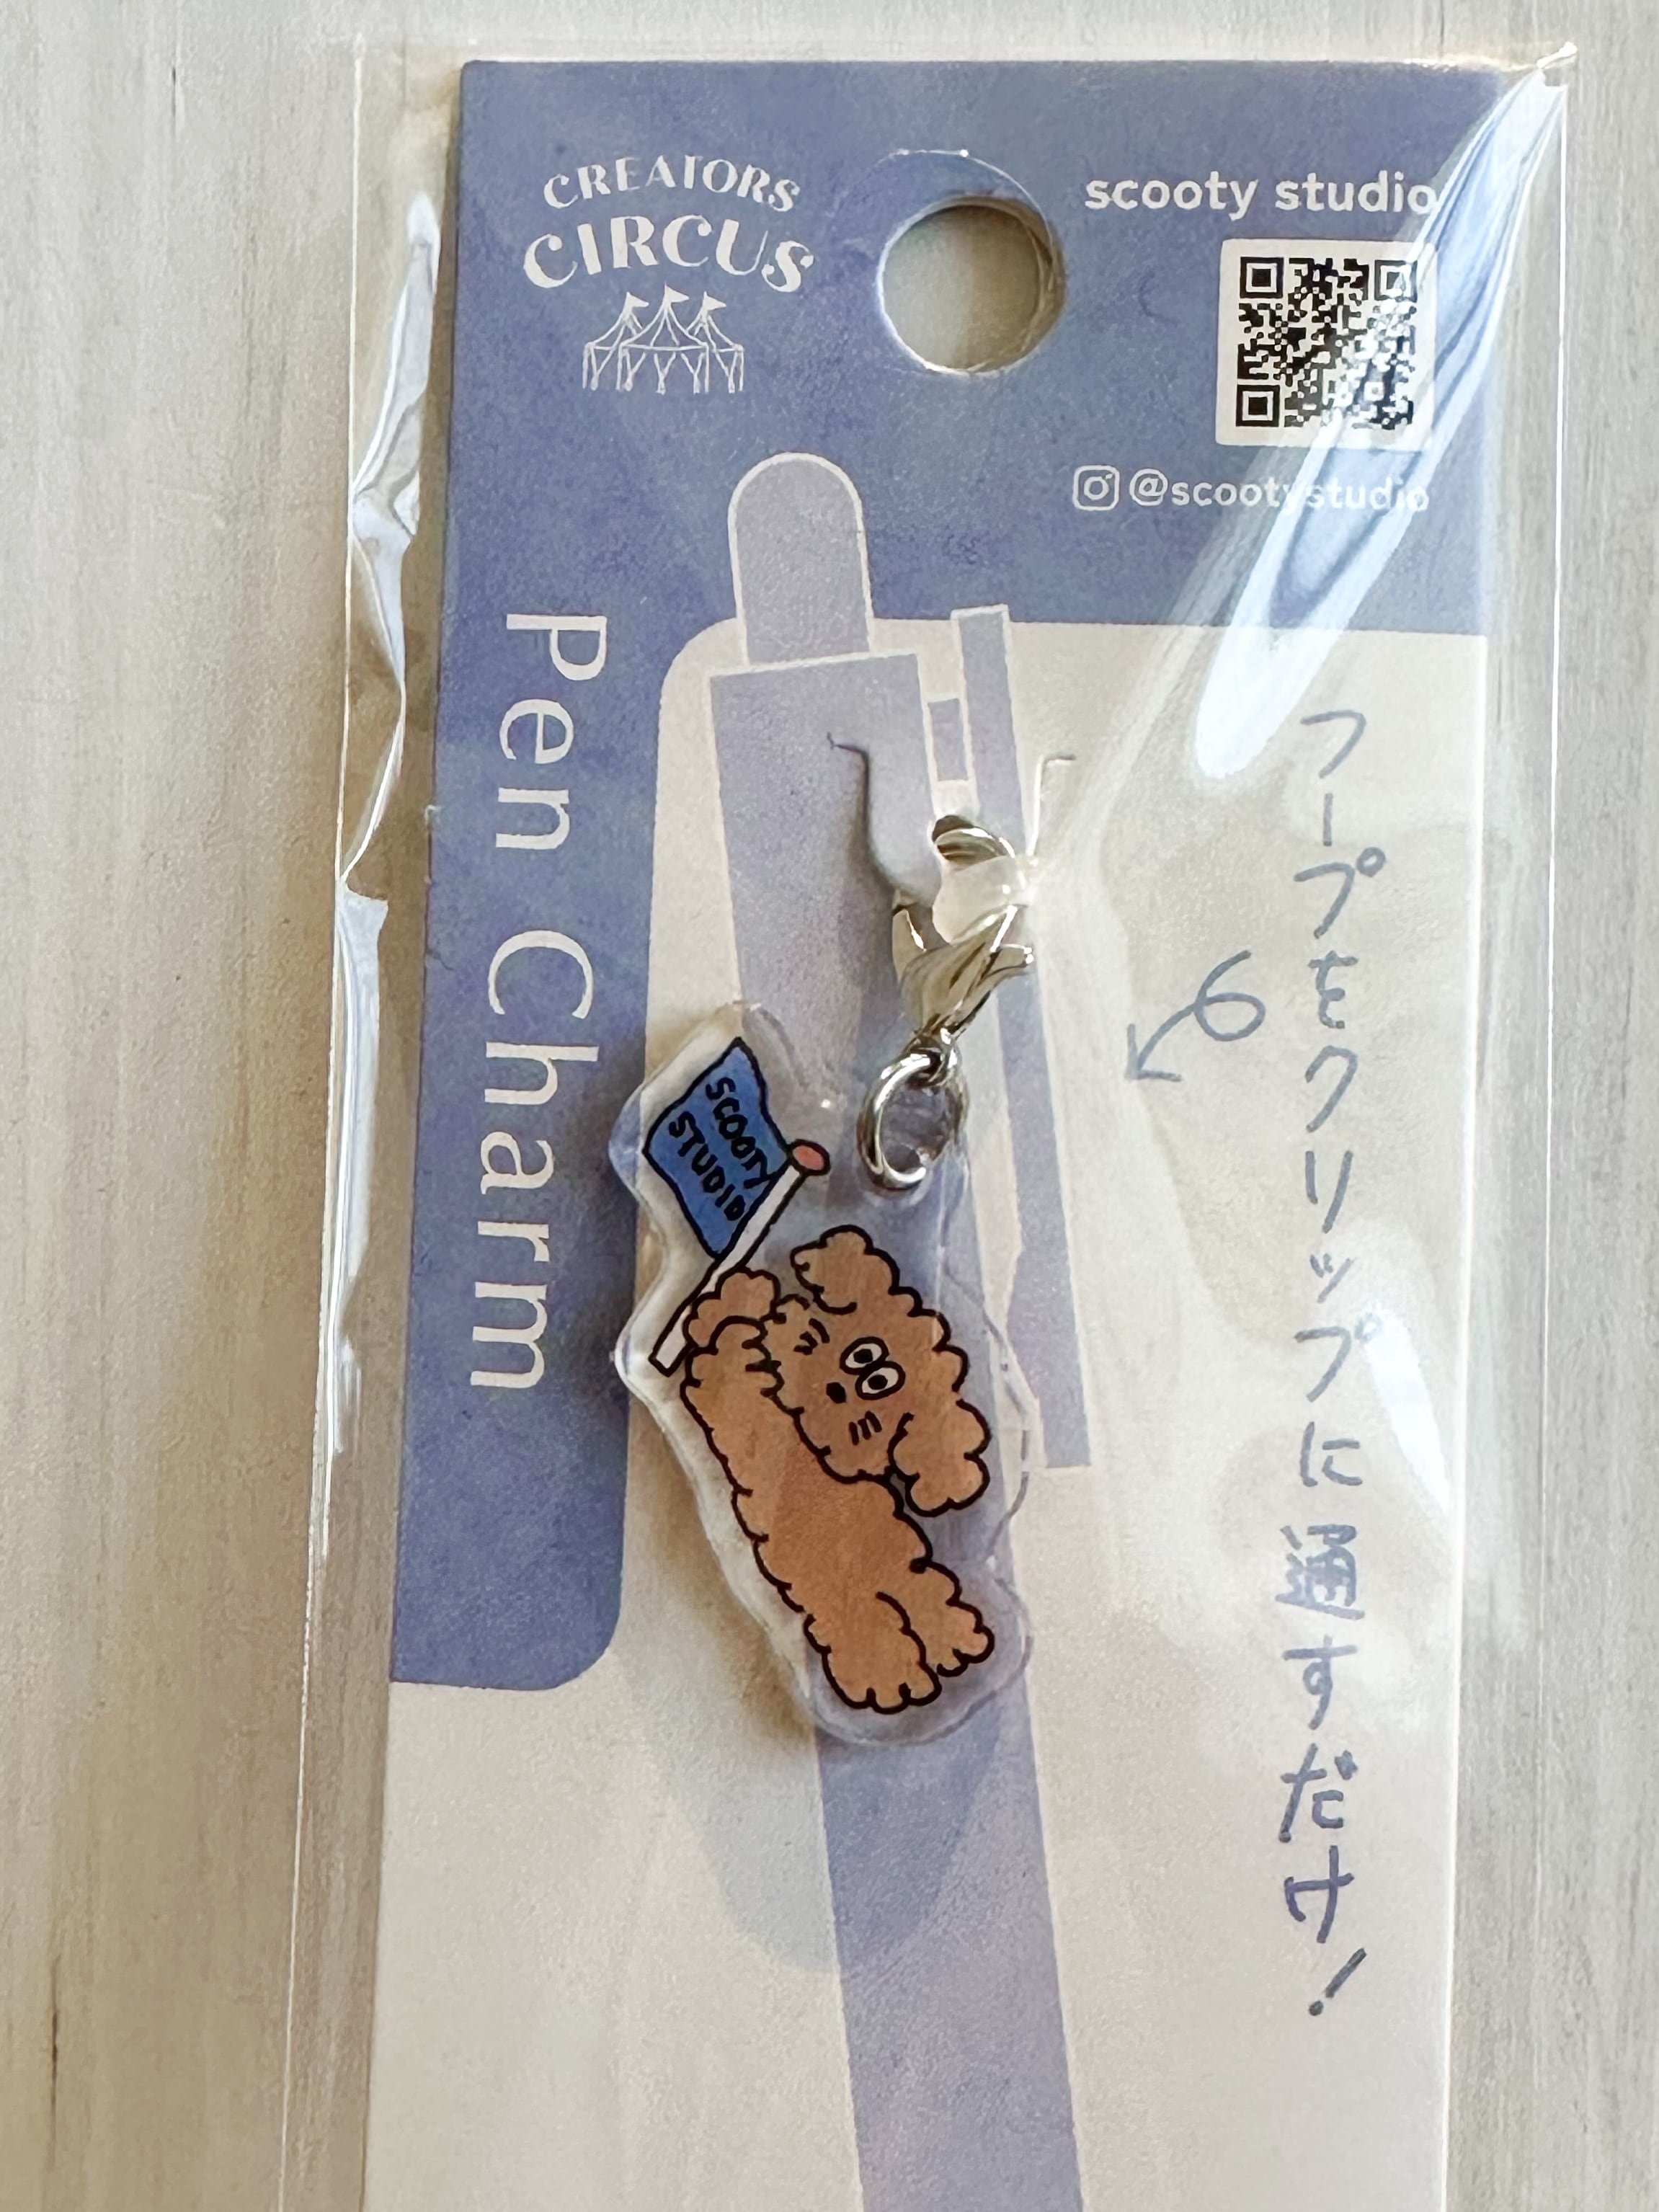 CREATORS
CIRCUS
scooty studio
@scootystudio
Pen Charm
フープをクリップに通すだけ!
SCOOTY
STUDIO